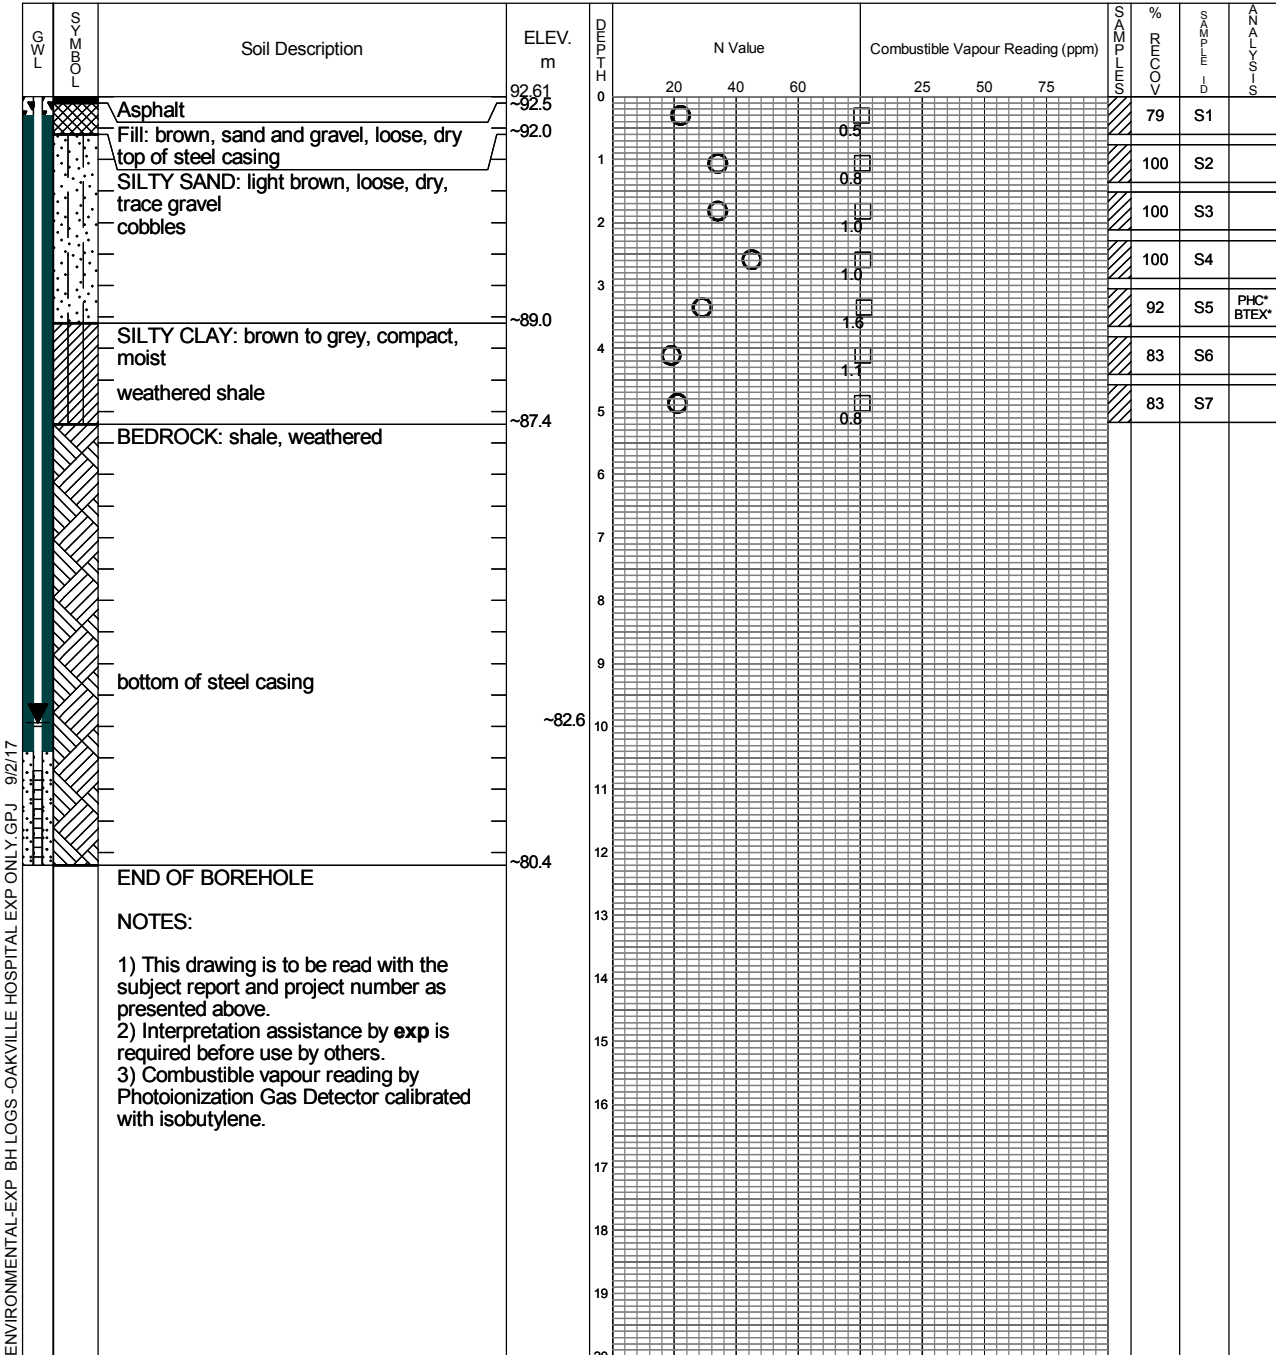 GWL
SYMBOL
Soil Description
ELEV.
m
DEPTH
N Value
Combustible Vapour Reading (ppm)
SAMPLES
% RECOV
SAMPLE ID
ANALYSIS
20 40 60
25 50 75
92.61
0
Asphalt
~92.5
0.5
79 S1
Fill: brown, sand and gravel, loose, dry
~92.0
top of steel casing
1
0.8
100 S2
SILTY SAND: light brown, loose, dry,
trace gravel
1.0
100 S3
cobbles
2
1.0
100 S4
3
1.6
92 S5
PHC*
BTEX*
~89.0
SILTY CLAY: brown to grey, compact,
moist
4
1.1
83 S6
weathered shale
0.8
83 S7
5
~87.4
BEDROCK: shale, weathered
6
7
8
9
bottom of steel casing
~82.6
10
11
12
~80.4
END OF BOREHOLE
13
NOTES:
1) This drawing is to be read with the
14
subject report and project number as
presented above.
2) Interpretation assistance by exp is
15
required before use by others.
3) Combustible vapour reading by
Photoionization Gas Detector calibrated
16
with isobutylene.
17
18
19
ENVIRONMENTAL-EXP BH LOGS -OAKVILLE HOSPITAL EXP ONLY.GPJ 9/2/17